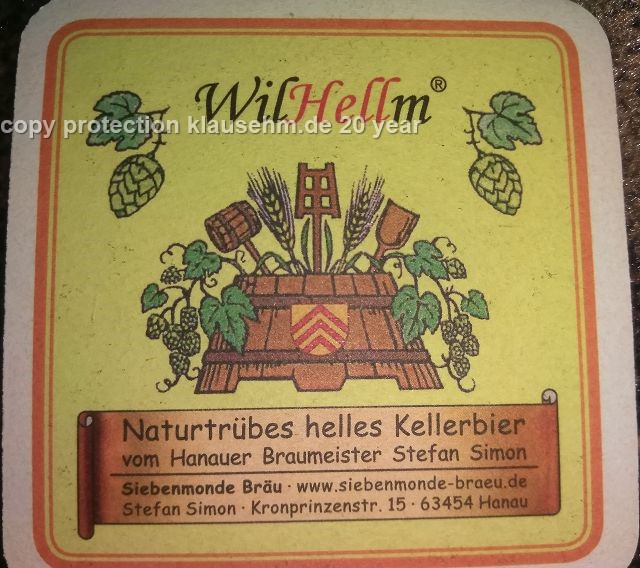 WilHellm®
copy protection klausehm.de 20 year
Naturtrübes helles Kellerbier
vom Hanauer Braumeister Stefan Simon
Siebenmonde Bräu · www.siebenmonde-braeu.de
Stefan Simon · Kronprinzenstr. 15 · 63454 Hanau